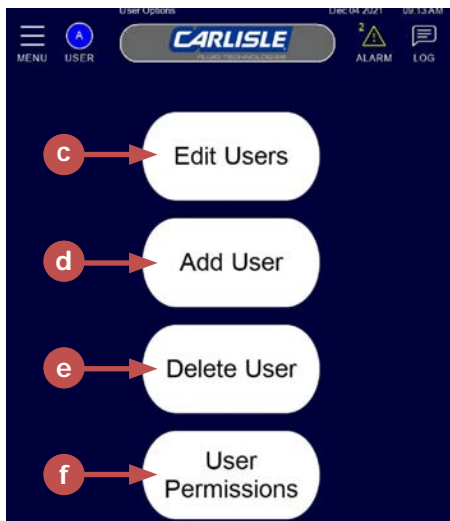 User Options Dec 04 2021 09:13 AM
A CARLISLE 2
FLUID TECHNOLOGIES
MENU USER ALARM LOG
c Edit Users
d Add User
e Delete User
f User
Permissions